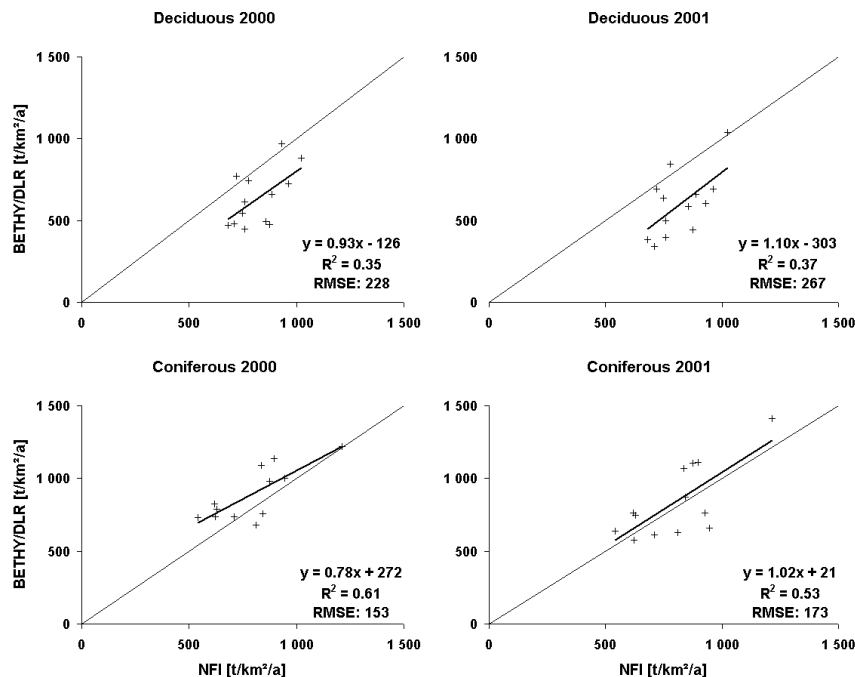 Deciduous 2000
BETHY/DLR [t/km²/a]
1 500
1 000
500
0
0
500
1 000
1 500
y = 0.93x - 126
R² = 0.35
RMSE: 228
Deciduous 2001
1 500
1 000
500
0
0
500
1 000
1 500
y = 1.10x - 303
R² = 0.37
RMSE: 267
Coniferous 2000
BETHY/DLR [t/km²/a]
1 500
1 000
500
0
0
500
1 000
1 500
y = 0.78x + 272
R² = 0.61
RMSE: 153
NFI [t/km²/a]
Coniferous 2001
1 500
1 000
500
0
0
500
1 000
1 500
y = 1.02x + 21
R² = 0.53
RMSE: 173
NFI [t/km²/a]